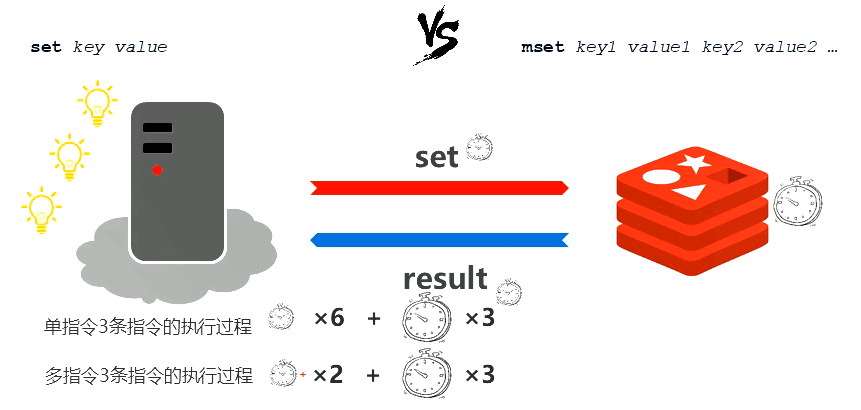 VS
set key value
mset key1 value1 key2 value2 …
set
result
单指令3条指令的执行过程 ×6 + ×3
多指令3条指令的执行过程 + ×2 + ×3